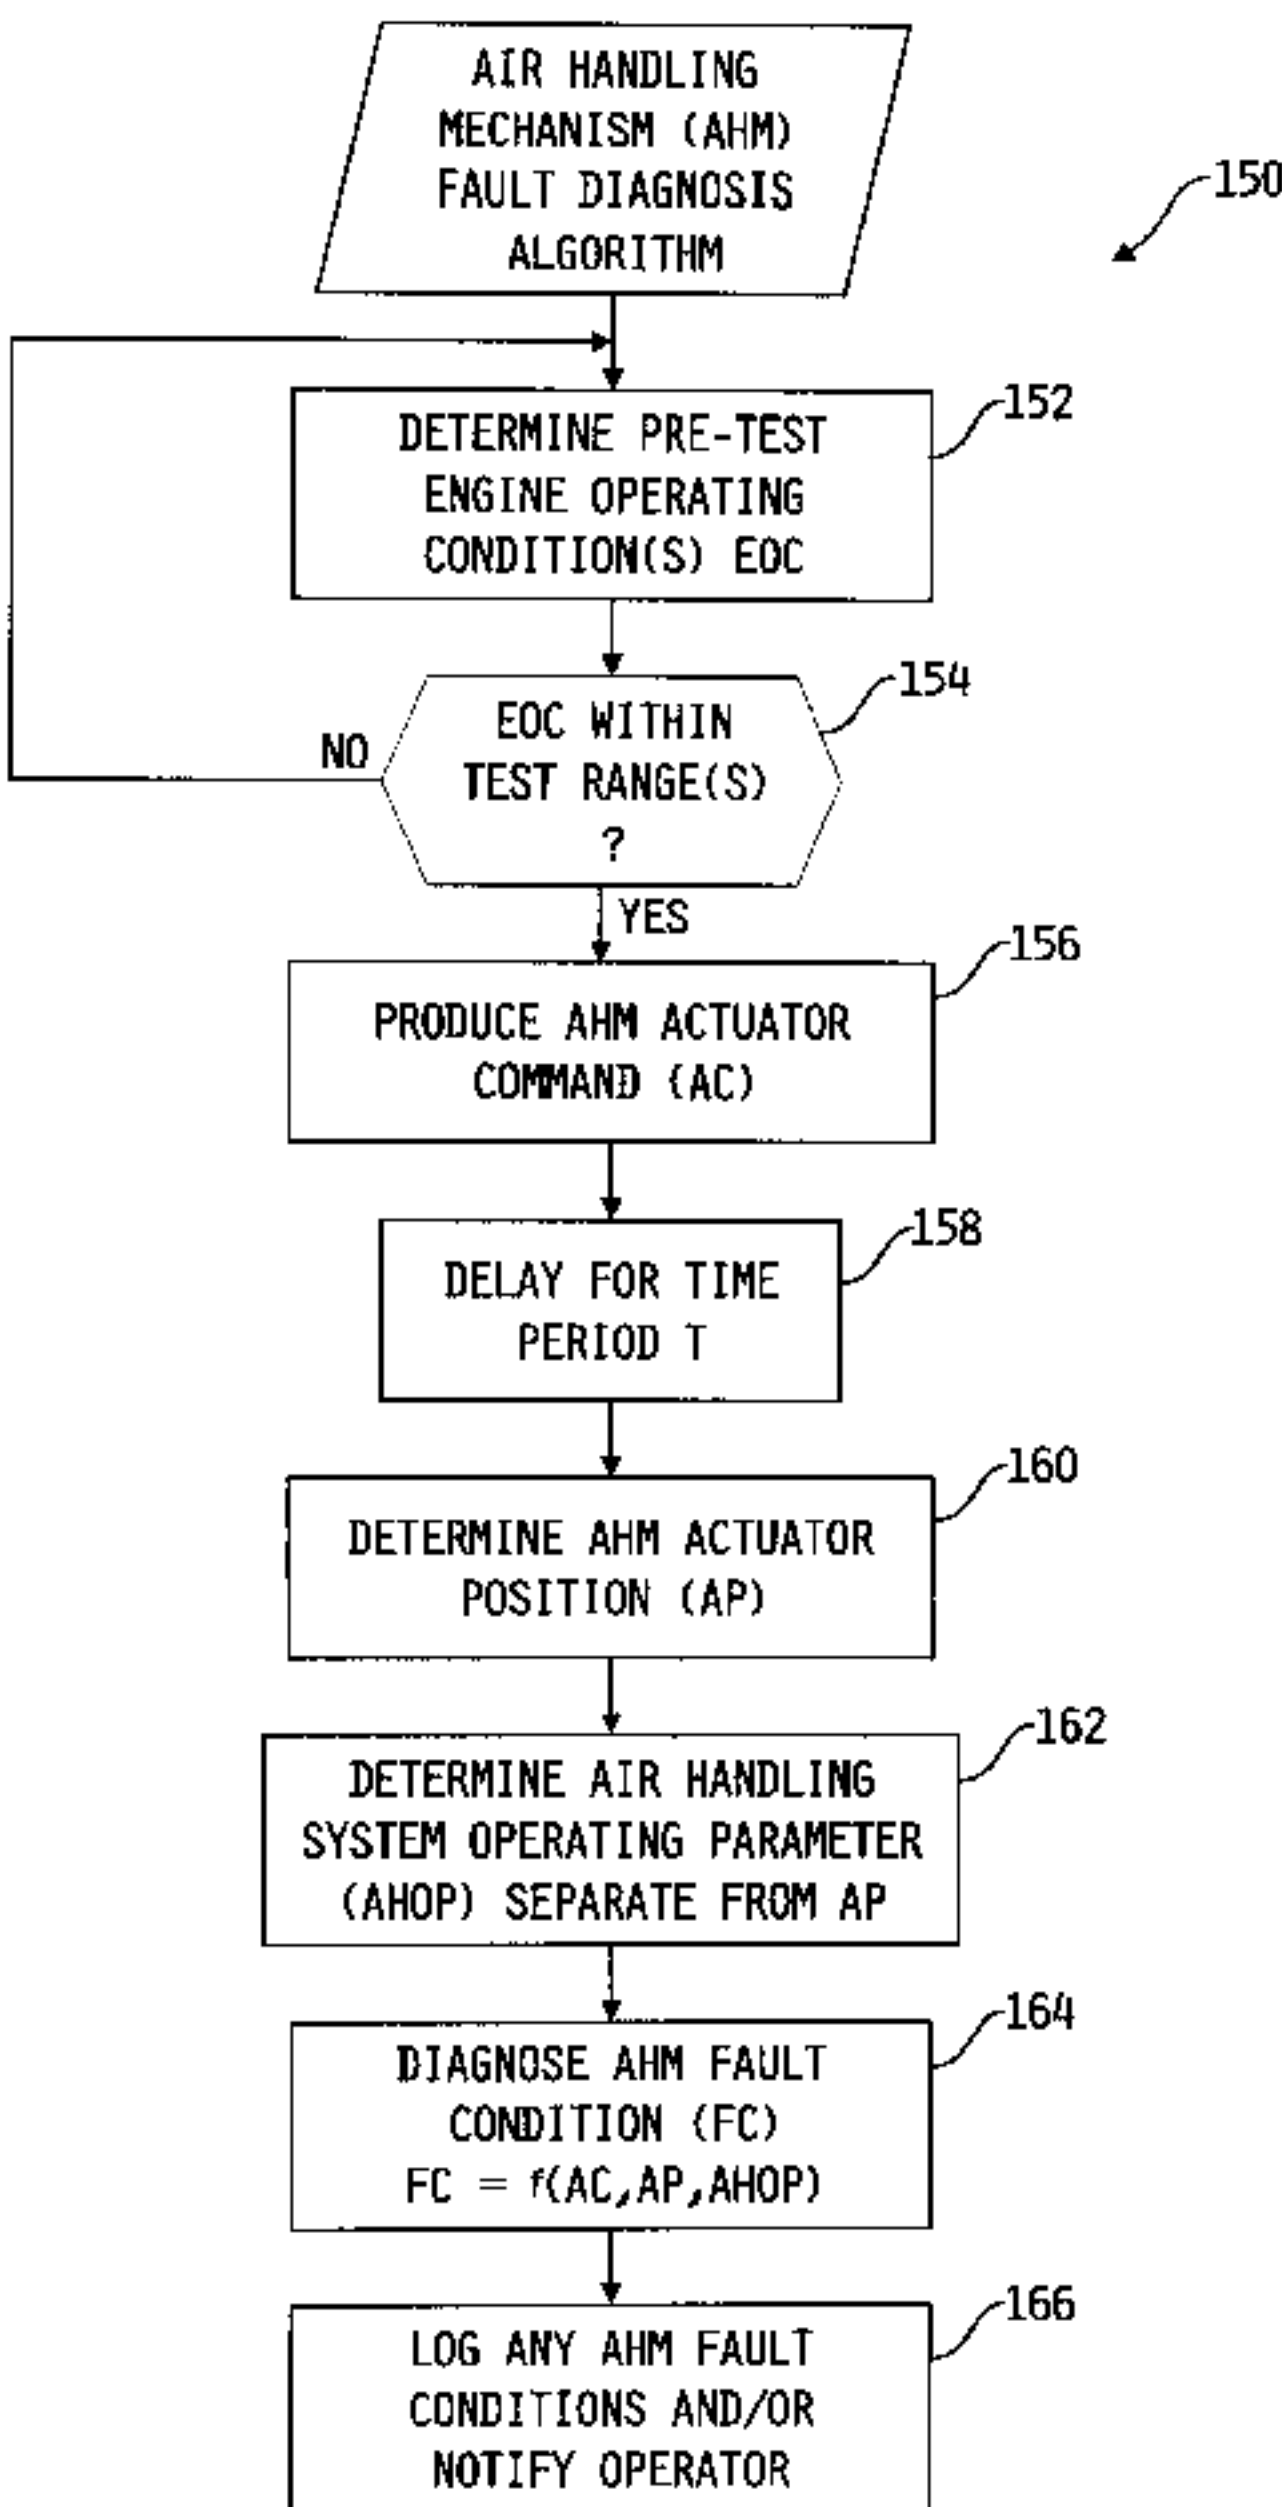 AIR HANDLING
MECHANISM (AHM)
FAULT DIAGNOSIS
ALGORITHM
150
DETERMINE PRE-TEST
ENGINE OPERATING
CONDITION(S) EOC
152
EOC WITHIN
TEST RANGE(S)
?
154
NO
YES
PRODUCE AHM ACTUATOR
COMMAND (AC)
156
DELAY FOR TIME
PERIOD T
158
DETERMINE AHM ACTUATOR
POSITION (AP)
160
DETERMINE AIR HANDLING
SYSTEM OPERATING PARAMETER
(AHOP) SEPARATE FROM AP
162
DIAGNOSE AHM FAULT
CONDITION (FC)
FC = f(AC,AP,AHOP)
164
LOG ANY AHM FAULT
CONDITIONS AND/OR
NOTIFY OPERATOR
166